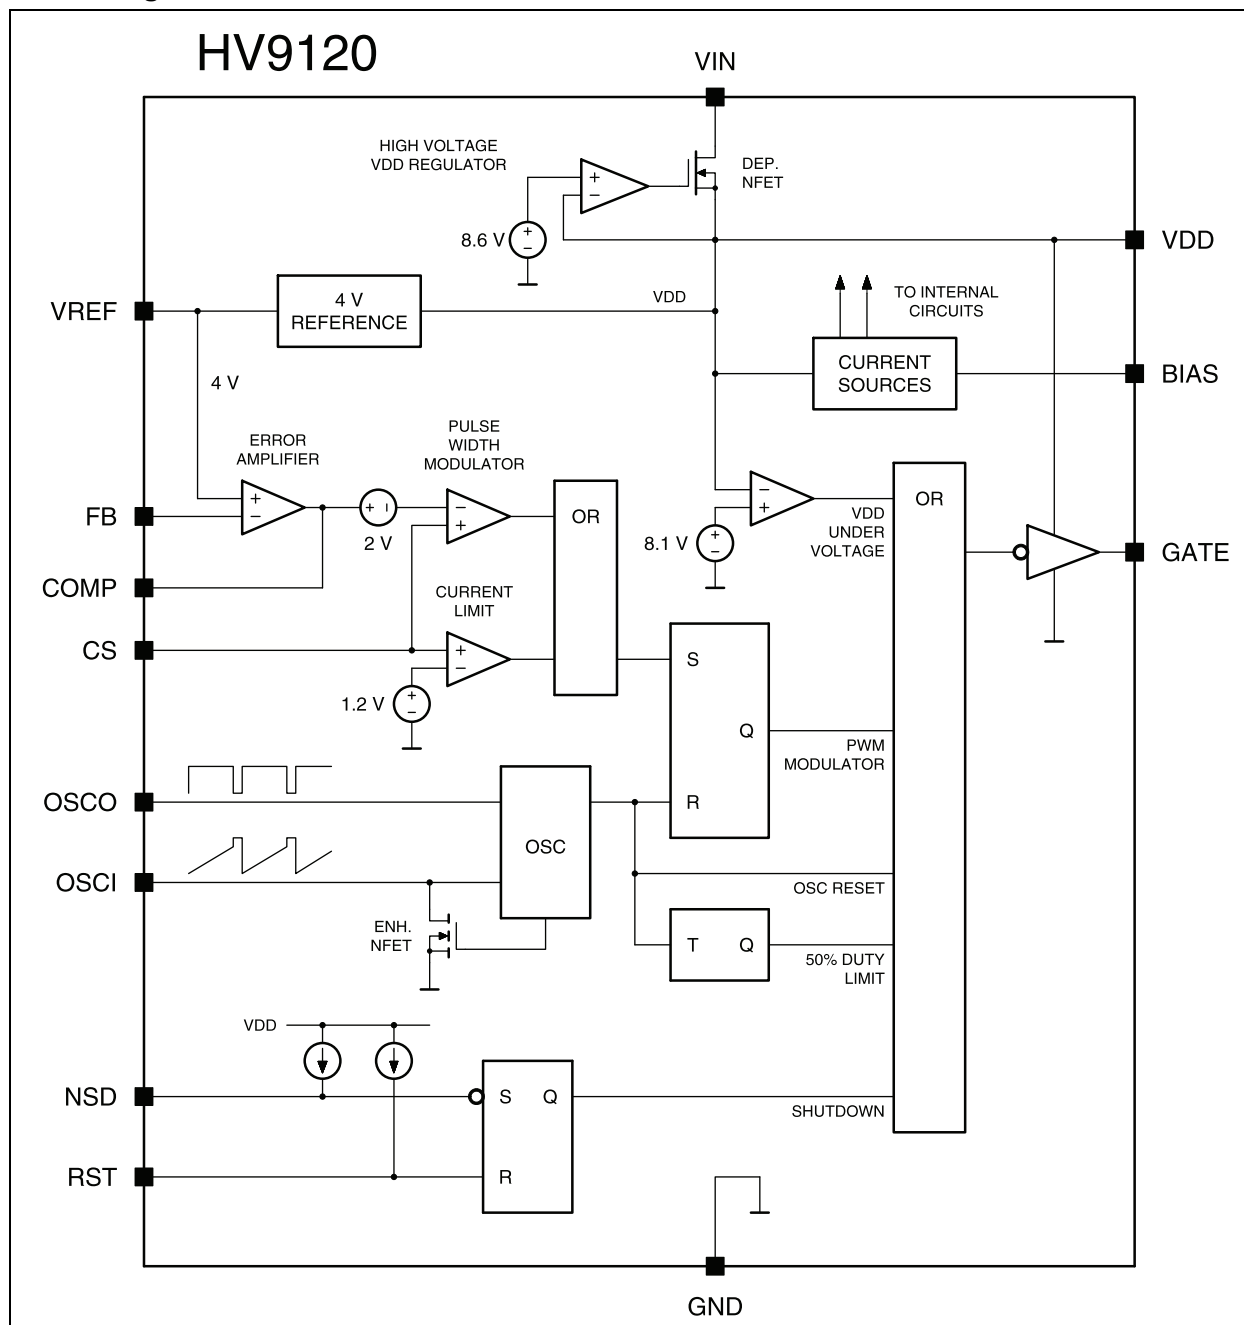 HV9120
VIN
HIGH VOLTAGE
VDD REGULATOR
+
−
DEP.
NFET
8.6 V
+
−
VDD
VREF
4 V
REFERENCE
VDD
TO INTERNAL
CIRCUITS
CURRENT
SOURCES
BIAS
4 V
ERROR
AMPLIFIER
PULSE
WIDTH
MODULATOR
+
−
+ −
2 V
−
+
OR
FB
COMP
−
+
8.1 V
+
−
VDD
UNDER
VOLTAGE
OR
GATE
CURRENT
LIMIT
CS
+
−
1.2 V
+
−
S
Q
R
PWM
MODULATOR
OSCO
OSCI
OSC
OSC RESET
ENH.
NFET
T Q
50% DUTY
LIMIT
VDD
NSD
S Q
R
SHUTDOWN
RST
GND